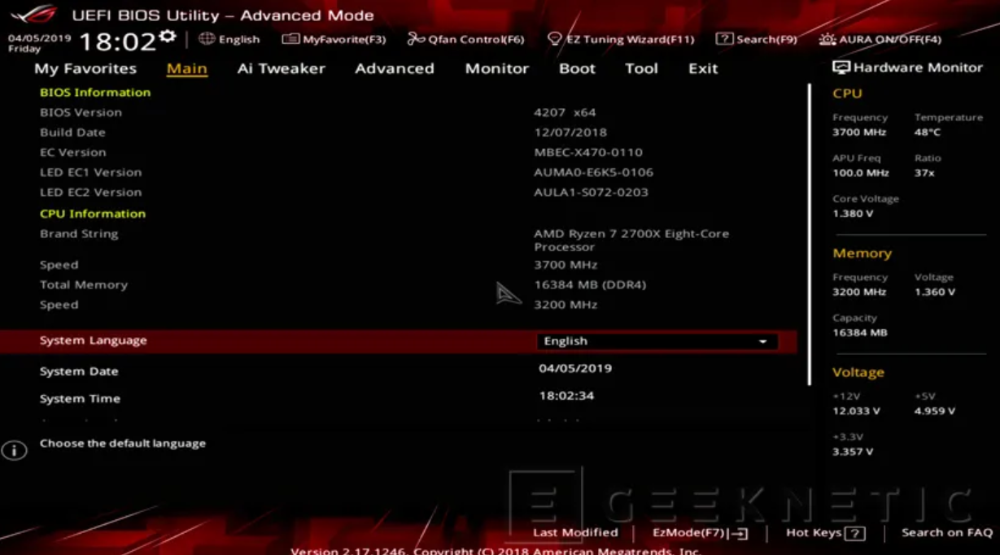 UEFI BIOS Utility – Advanced Mode
04/05/2019
Friday
18:02
English
MyFavorite(F3)
Qfan Control(F6)
EZ Tuning Wizard(F11)
? Search(F9)
AURA ON/OFF(F4)
My Favorites Main Ai Tweaker Advanced Monitor Boot Tool Exit
Hardware Monitor
BIOS Information
BIOS Version 4207 x64
Build Date 12/07/2018
EC Version MBEC-X470-0110
LED EC1 Version AUMA0-E6K5-0106
LED EC2 Version AULA1-S072-0203
CPU Information
Brand String AMD Ryzen 7 2700X Eight-Core
Processor
Speed 3700 MHz
Total Memory 16384 MB (DDR4)
Speed 3200 MHz
System Language English
System Date 04/05/2019
System Time 18:02:34
Choose the default language
CPU
Frequency Temperature
3700 MHz 48°C
APU Freq Ratio
100.0 MHz 37x
Core Voltage
1.380 V
Memory
Frequency Voltage
3200 MHz 1.360 V
Capacity
16384 MB
Voltage
+12V +5V
12.033 V 4.959 V
+3.3V
3.357 V
E GEEKNETIC
Last Modified
EzMode(F7)
Hot Keys ?
Search on FAQ
Version 2.17.1246. Copyright (C) 2018 American Megatrends, Inc.